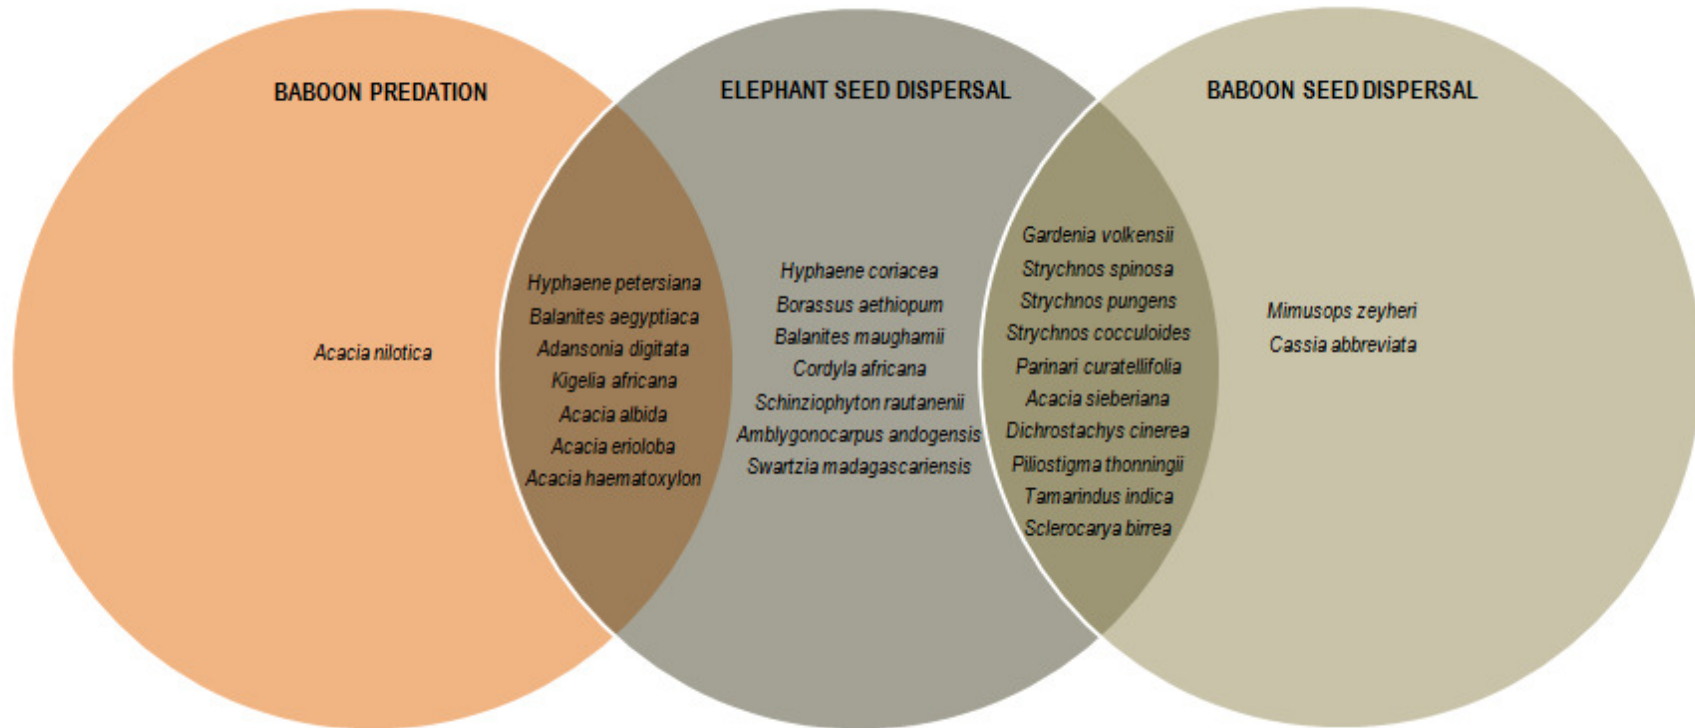 BABOON PREDATION
Acacia nilotica
Hyphaene petersiana
Balanites aegyptiaca
Adansonia digitata
Kigelia africana
Acacia albida
Acacia erioloba
Acacia haematoxylon
ELEPHANT SEED DISPERSAL
Hyphaene coriacea
Borassus aethiopum
Balanites maughamii
Cordyla africana
Schinziophyton rautanenii
Amblygonocarpus andogensis
Swartzia madagascariensis
Gardenia volkensii
Strychnos spinosa
Strychnos pungens
Strychnos cocculoides
Parinari curatellifolia
Acacia sieberiana
Dichrostachys cinerea
Piliostigma thonningii
Tamarindus indica
Sclerocarya birrea
BABOON SEED DISPERSAL
Mimusops zeyheri
Cassia abbreviata